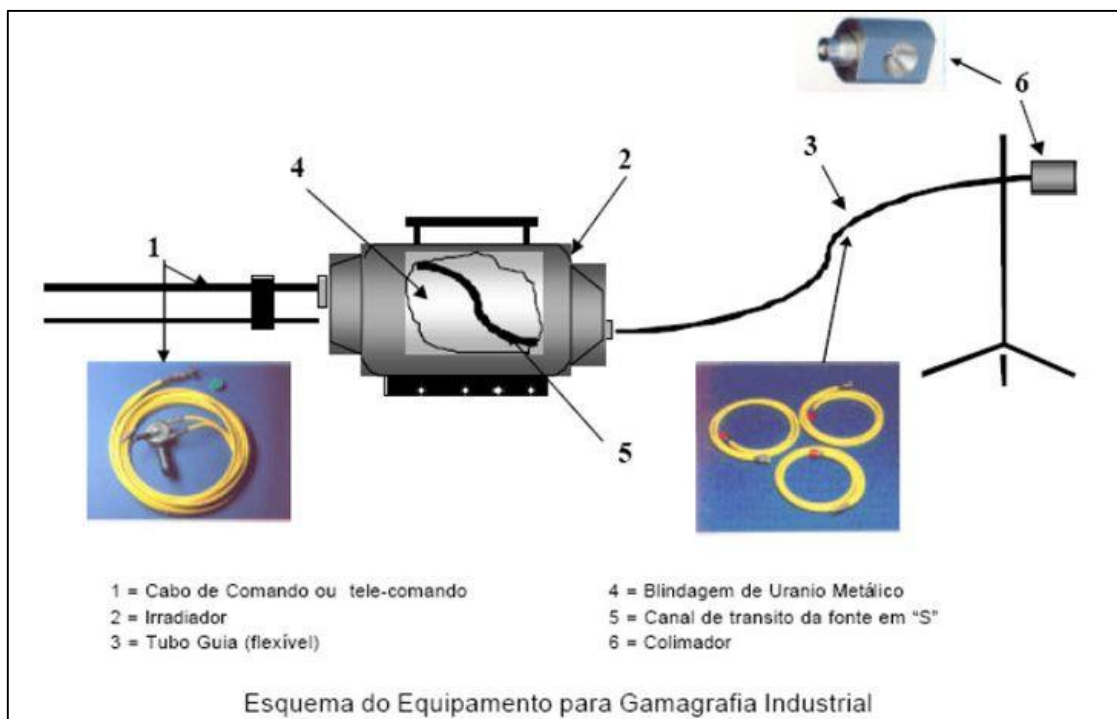 6
3
4
2
1
5
1 = Cabo de Comando ou tele-comando
2 = Irradiador
3 = Tubo Guia (flexível)
4 = Blindagem de Uranio Metálico
5 = Canal de transito da fonte em “S”
6 = Colimador
Esquema do Equipamento para Gamagrafia Industrial